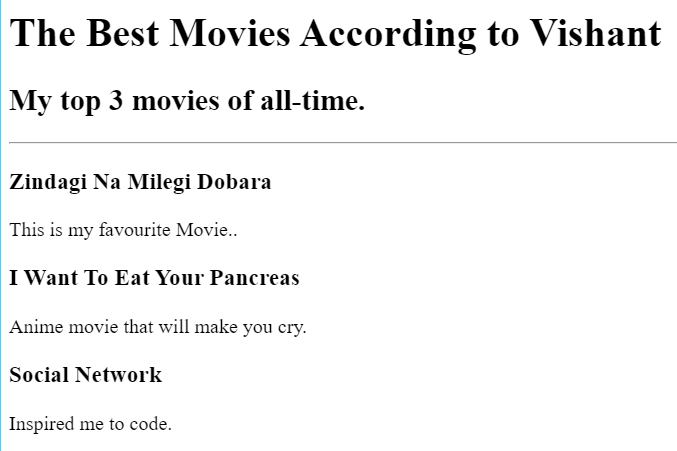 The Best Movies According to Vishant
My top 3 movies of all-time.
Zindagi Na Milegi Dobara
This is my favourite Movie..
I Want To Eat Your Pancreas
Anime movie that will make you cry.
Social Network
Inspired me to code.